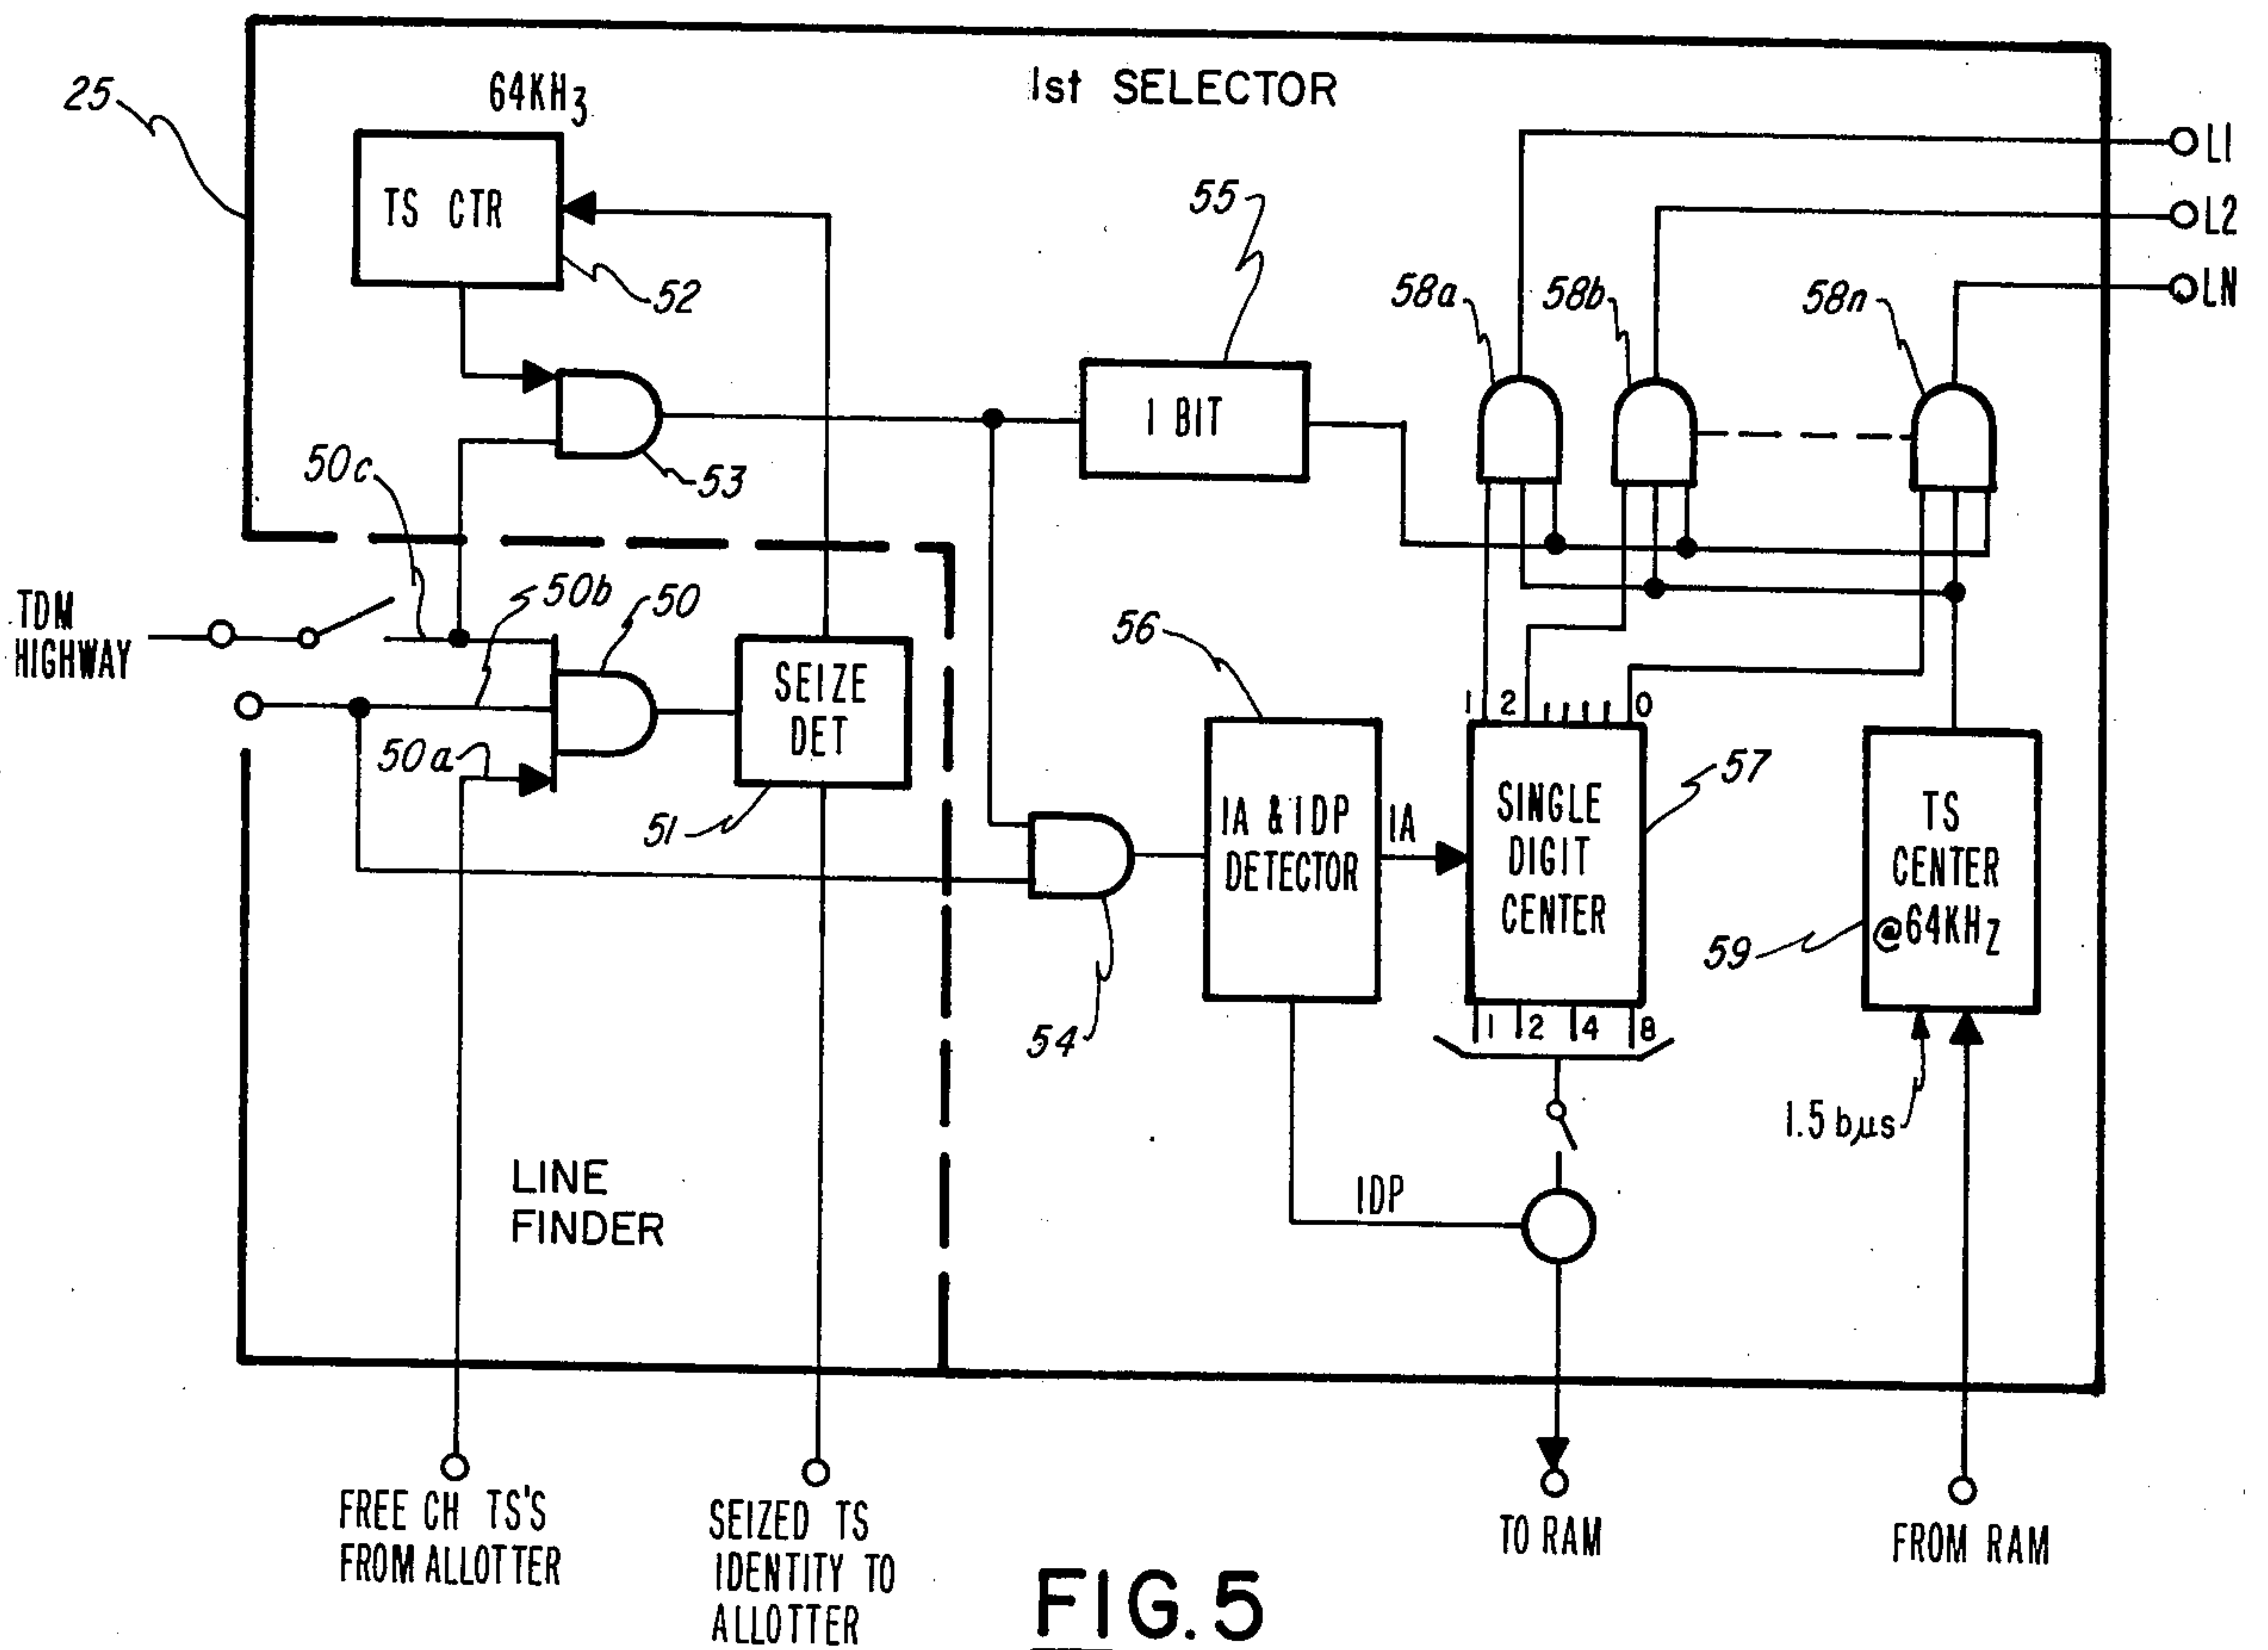 1st SELECTOR
25
64KH3
TS CTR
52
53
55
1 BIT
58a
58b
58n
L1
L2
LN
50c
50b
50
TDM
HIGHWAY
50a
SEIZE
DET
51
56
IA & IDP
DETECTOR
IA
54
1 2 0
SINGLE
DIGIT
CENTER
57
1 2 4 8
TS
CENTER
@64KHZ
59
1.5 bµs
IDP
LINE
FINDER
FREE CH TS'S
FROM ALLOTTER
SEIZED TS
IDENTITY TO
ALLOTTER
TO RAM
FROM RAM
FIG. 5